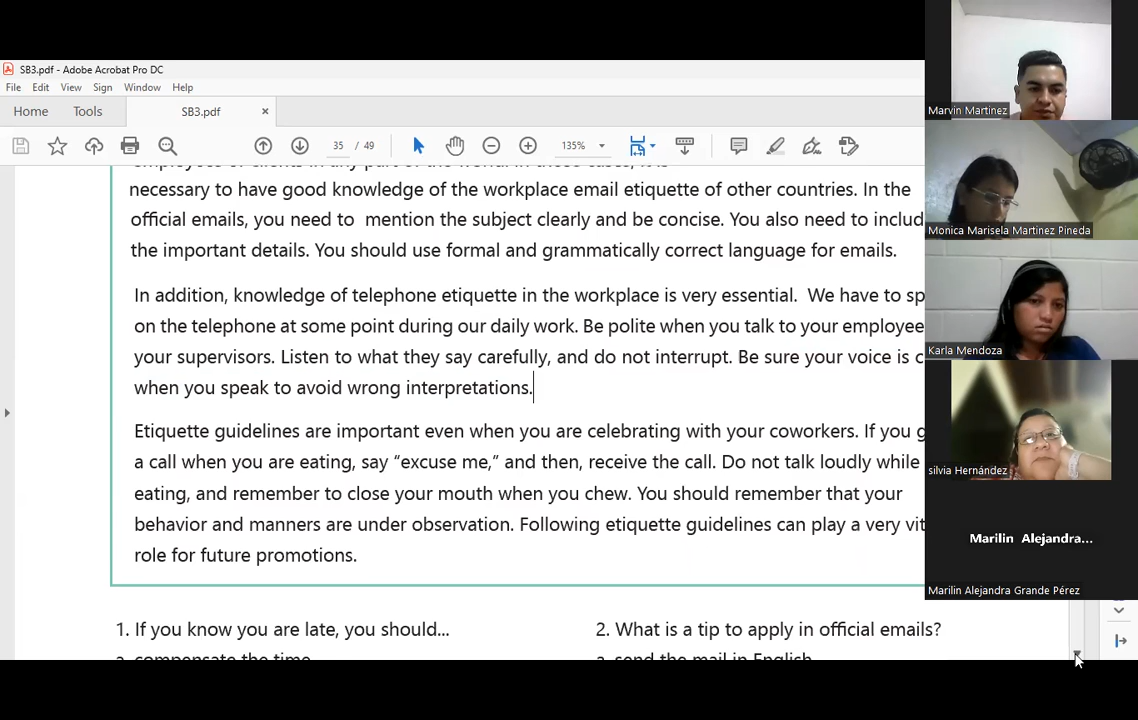 SB3.pdf - Adobe Acrobat Pro DC
File Edit View Sign Window Help
Home Tools SB3.pdf ×
35 / 49 135%
necessary to have good knowledge of the workplace email etiquette of other countries. In the
official emails, you need to mention the subject clearly and be concise. You also need to includ
the important details. You should use formal and grammatically correct language for emails.
In addition, knowledge of telephone etiquette in the workplace is very essential. We have to sp
on the telephone at some point during our daily work. Be polite when you talk to your employee
your supervisors. Listen to what they say carefully, and do not interrupt. Be sure your voice is c
when you speak to avoid wrong interpretations.
Etiquette guidelines are important even when you are celebrating with your coworkers. If you g
a call when you are eating, say “excuse me,” and then, receive the call. Do not talk loudly while
eating, and remember to close your mouth when you chew. You should remember that your
behavior and manners are under observation. Following etiquette guidelines can play a very vit
role for future promotions.
1. If you know you are late, you should...
2. What is a tip to apply in official emails?
a. compensate the time
a. send the mail in English
Marvin Martinez
Monica Marisela Martinez Pineda
Karla Mendoza
silvia Hernández
Marilin Alejandra...
Marilin Alejandra Grande Pérez